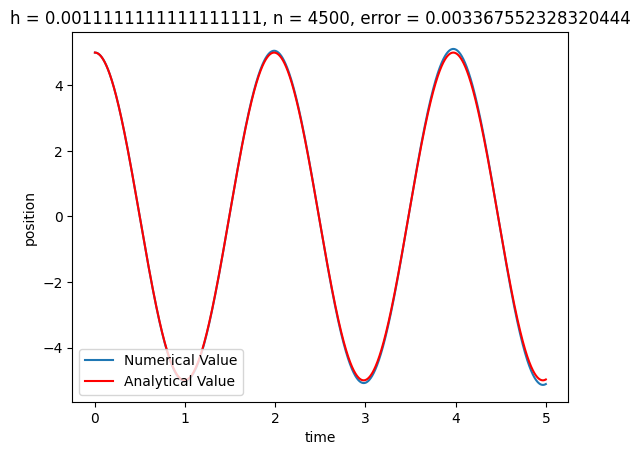 h = 0.0011111111111111111, n = 4500, error = 0.003367552328320444
position
4
2
0
−2
−4
Numerical Value
Analytical Value
0 1 2 3 4 5
time